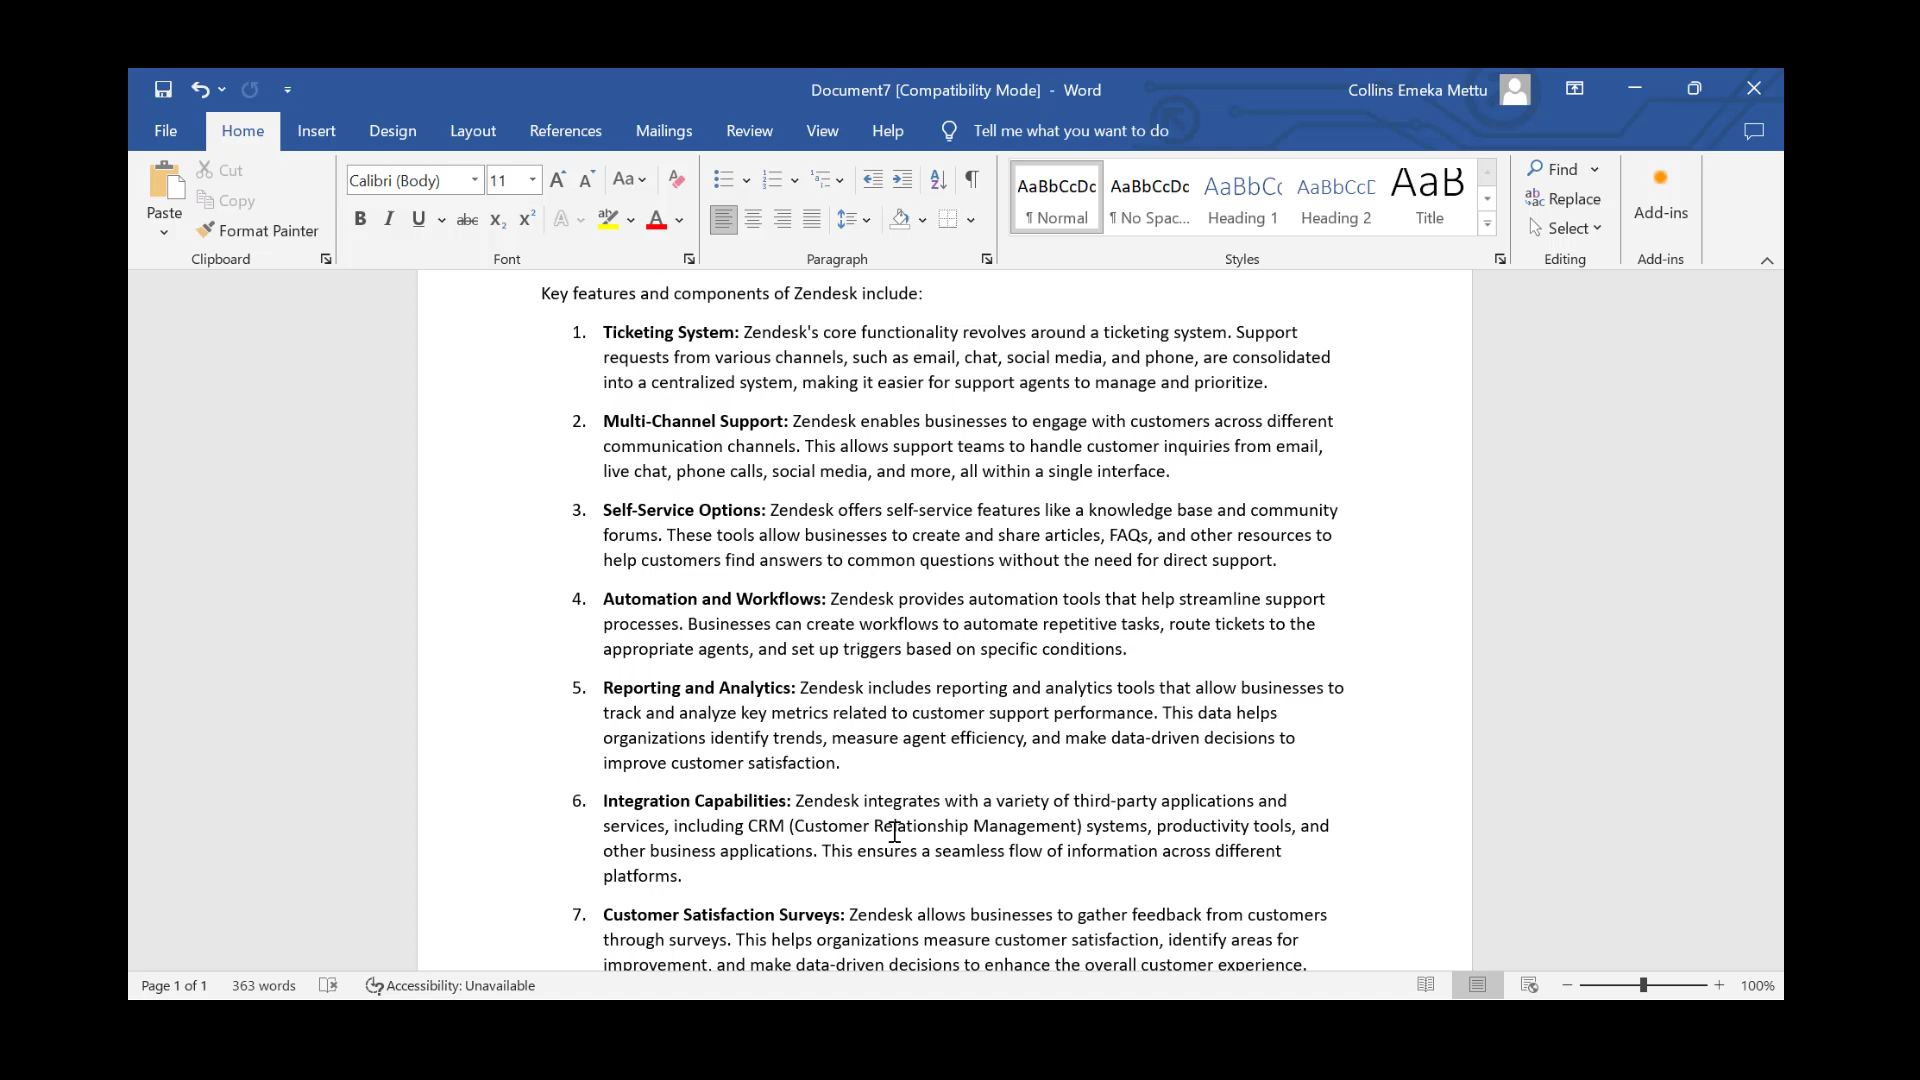 Document7 [Compatibility Mode] - Word
Collins Emeka Mettu
File Home Insert Design Layout References Mailings Review View Help Tell me what you want to do
Paste
Cut
Copy
Format Painter
Calibri (Body) 11
AaBbCcDc AaBbCcDc AaBbCc AaBbCcD AaB
¶ Normal ¶ No Spac... Heading 1 Heading 2 Title
Find
Replace
Select
Add-ins
Clipboard Font Paragraph Styles Editing Add-ins
Key features and components of Zendesk include:
1. Ticketing System: Zendesk's core functionality revolves around a ticketing system. Support
requests from various channels, such as email, chat, social media, and phone, are consolidated
into a centralized system, making it easier for support agents to manage and prioritize.
2. Multi-Channel Support: Zendesk enables businesses to engage with customers across different
communication channels. This allows support teams to handle customer inquiries from email,
live chat, phone calls, social media, and more, all within a single interface.
3. Self-Service Options: Zendesk offers self-service features like a knowledge base and community
forums. These tools allow businesses to create and share articles, FAQs, and other resources to
help customers find answers to common questions without the need for direct support.
4. Automation and Workflows: Zendesk provides automation tools that help streamline support
processes. Businesses can create workflows to automate repetitive tasks, route tickets to the
appropriate agents, and set up triggers based on specific conditions.
5. Reporting and Analytics: Zendesk includes reporting and analytics tools that allow businesses to
track and analyze key metrics related to customer support performance. This data helps
organizations identify trends, measure agent efficiency, and make data-driven decisions to
improve customer satisfaction.
6. Integration Capabilities: Zendesk integrates with a variety of third-party applications and
services, including CRM (Customer Relationship Management) systems, productivity tools, and
other business applications. This ensures a seamless flow of information across different
platforms.
7. Customer Satisfaction Surveys: Zendesk allows businesses to gather feedback from customers
through surveys. This helps organizations measure customer satisfaction, identify areas for
improvement, and make data-driven decisions to enhance the overall customer experience.
Page 1 of 1 363 words Accessibility: Unavailable 100%